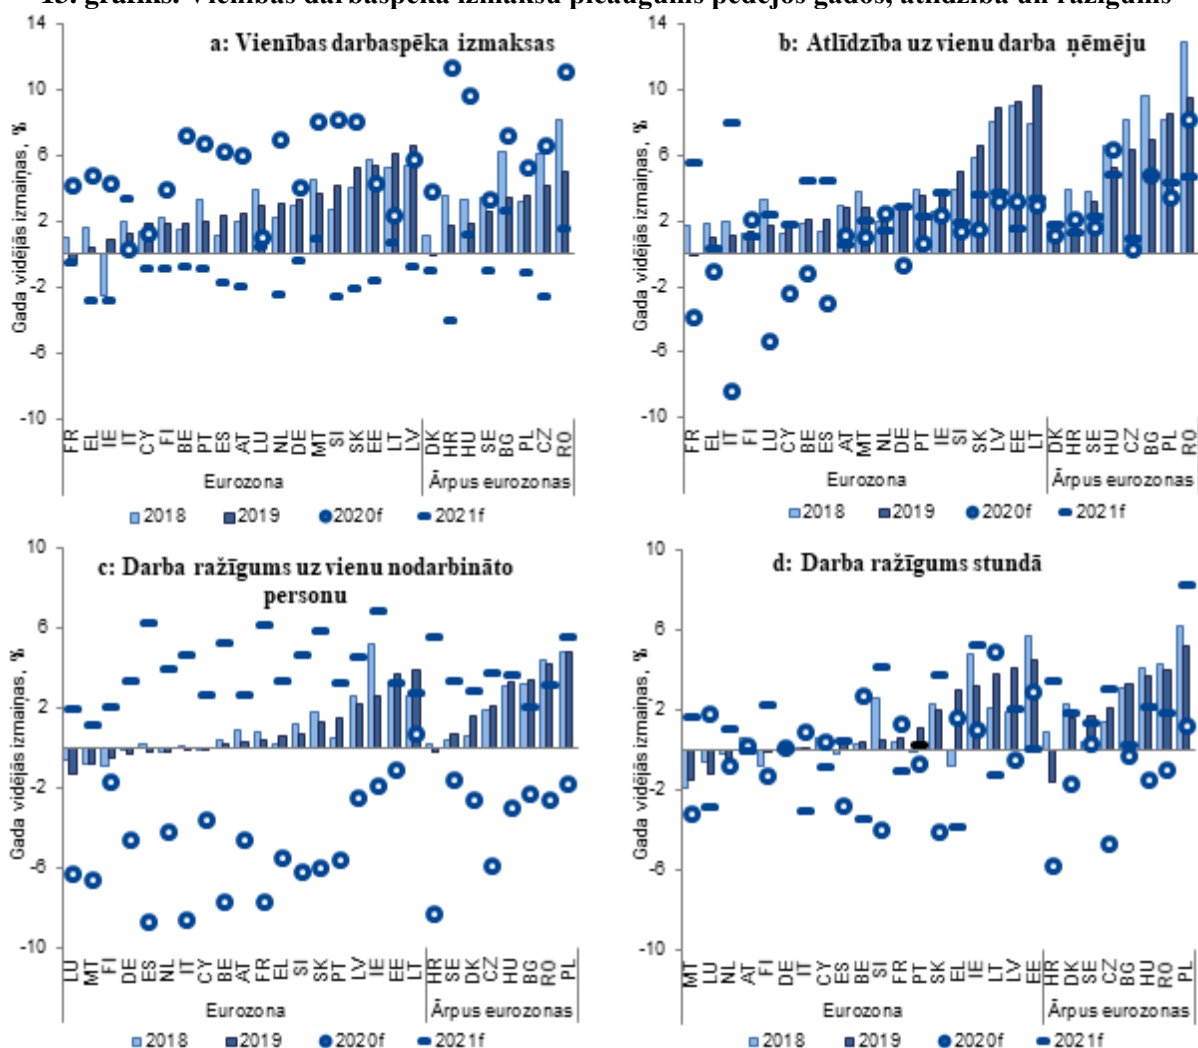 grafiks. Vienības darbaspēka izmaksu pieaugums pēdējos gados, atlīdzība un ražīgums
a: Vienības darbaspēka izmaksas
Gada vidējās izmaiņas, %
14
10
6
2
-2
-6
-10
FR EL IE IT CY FI BE PT ES AT LU NL DE MT SI SK EE LT LV DK HR HU SE BG PL CZ RO
Eurozona Ārpus eurozonas
2018 2019 2020f 2021f
b: Atlīdzība uz vienu darba ņēmēju
Gada vidējās izmaiņas, %
14
10
6
2
-2
-6
-10
FR EL IT FI LU CY BE ES AT MT NL DE PT IE SI SK LV EE LT DK HR SE HU CZ BG PL RO
Eurozona Ārpus eurozonas
2018 2019 2020f 2021f
c: Darba ražīgums uz vienu nodarbināto
personu
Gada vidējās izmaiņas, %
10
6
2
-2
-6
-10
LU MT FI DE ES NL IT CY BE AT FR EL SI SK PT LV IE EE LT HR SE DK CZ HU BG RO PL
Eurozona Ārpus eurozonas
2018 2019 2020f 2021f
d: Darba ražīgums stundā
Gada vidējās izmaiņas, %
10
6
2
-2
-6
-10
MT LU NL AT FI DE IT CY ES BE SI FR PT SK EL IE LT LV EE HR DK SE CZ BG HU RO PL
Eurozona Ārpus eurozonas
2018 2019 2020f 2021f